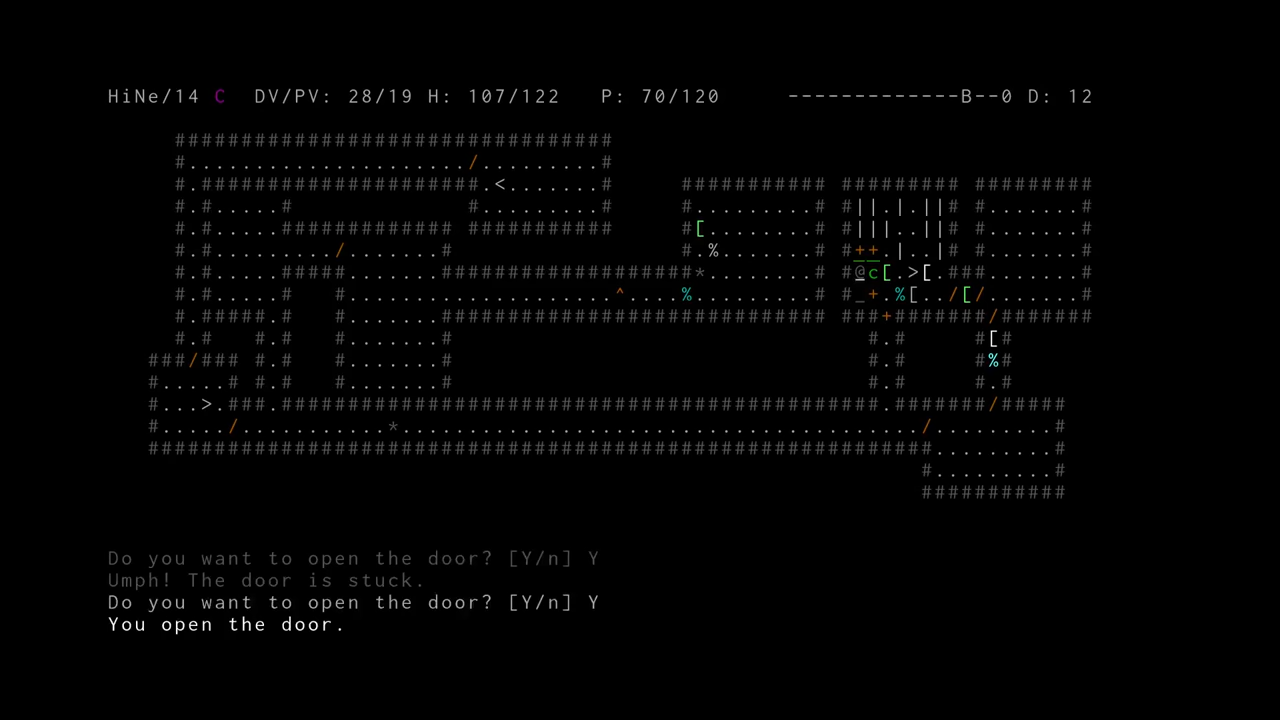 HiNe/14 C  DV/PV: 28/19 H: 107/122   P: 70/120      -------------B--0 D: 12
Do you want to open the door? [Y/n] Y
Umph! The door is stuck.
Do you want to open the door? [Y/n] Y
You open the door.